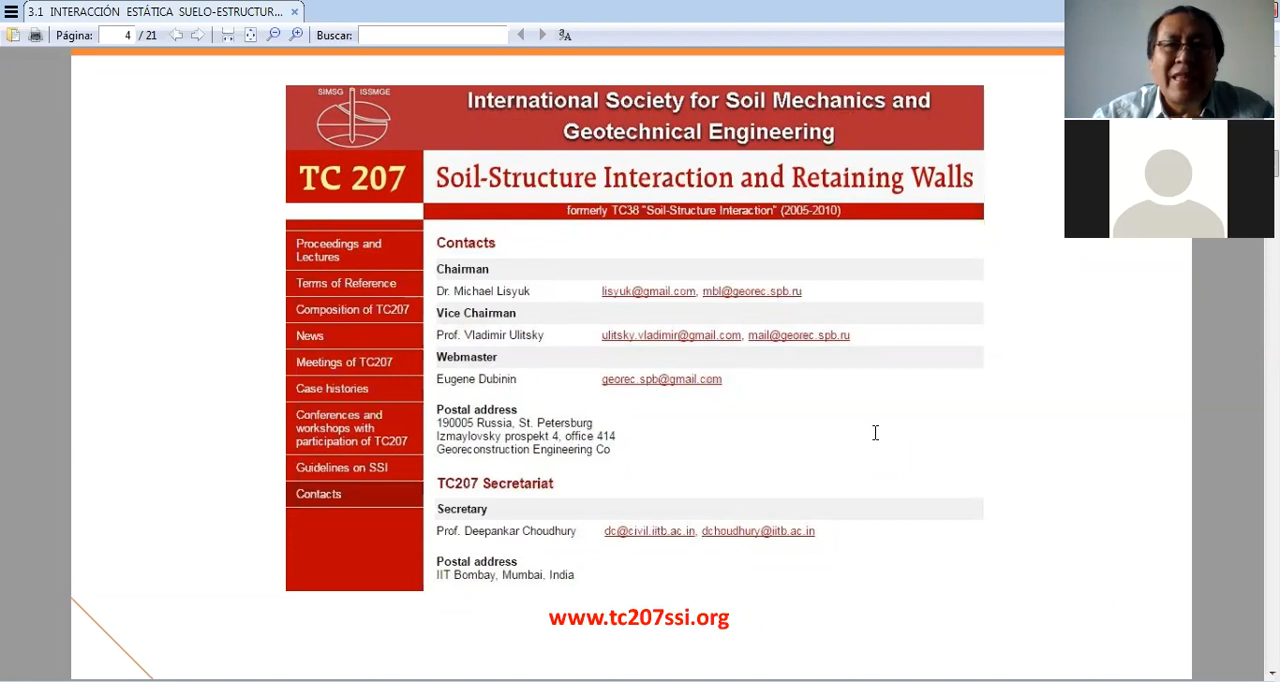 3.1 INTERACCIÓN ESTÁTICA SUELO-ESTRUCTUR...
Página: 4 / 21 Buscar:
SIMSG ISSMGE
International Society for Soil Mechanics and
Geotechnical Engineering
TC 207
Soil-Structure Interaction and Retaining Walls
formerly TC38 "Soil-Structure Interaction" (2005-2010)
Proceedings and
Lectures
Terms of Reference
Composition of TC207
News
Meetings of TC207
Case histories
Conferences and
workshops with
participation of TC207
Guidelines on SSI
Contacts
Contacts
Chairman
Dr. Michael Lisyuk lisyuk@gmail.com, mbl@georec.spb.ru
Vice Chairman
Prof. Vladimir Ulitsky ulitsky.vladimir@gmail.com, mail@georec.spb.ru
Webmaster
Eugene Dubinin georec.spb@gmail.com
Postal address
190005 Russia, St. Petersburg
Izmaylovsky prospekt 4, office 414
Georeconstruction Engineering Co
TC207 Secretariat
Secretary
Prof. Deepankar Choudhury dc@civil.iitb.ac.in, dchoudhury@iitb.ac.in
Postal address
IIT Bombay, Mumbai, India
www.tc207ssi.org